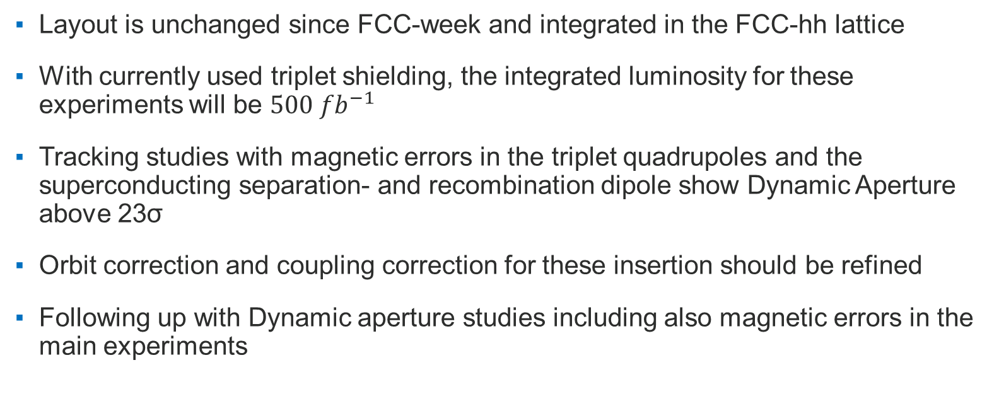 ▪ Layout is unchanged since FCC-week and integrated in the FCC-hh lattice
▪ With currently used triplet shielding, the integrated luminosity for these
experiments will be 500 fb⁻¹
▪ Tracking studies with magnetic errors in the triplet quadrupoles and the
superconducting separation- and recombination dipole show Dynamic Aperture
above 23σ
▪ Orbit correction and coupling correction for these insertion should be refined
▪ Following up with Dynamic aperture studies including also magnetic errors in the
main experiments